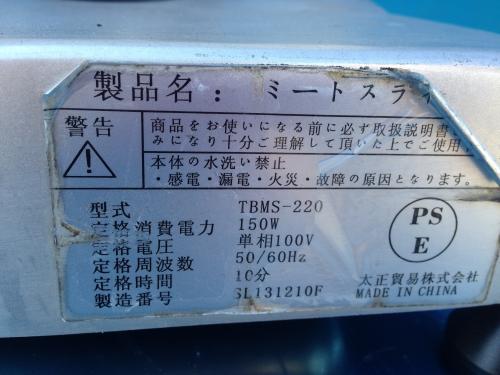 製品名： ミートスライ
警告
商品をお使いになる前に必ず取扱説明書
みになり十分ご理解して頂いた上でご使用
本体の水洗い禁止
・感電・漏電・火災・故障の原因となります。
型式 TBMS-220
定格消費電力 150W
定格電圧 単相100V
定格周波数 50/60Hz
定格時間 10分
製造番号 SL131210F
PS
E
太正貿易株式会社
MADE IN CHINA